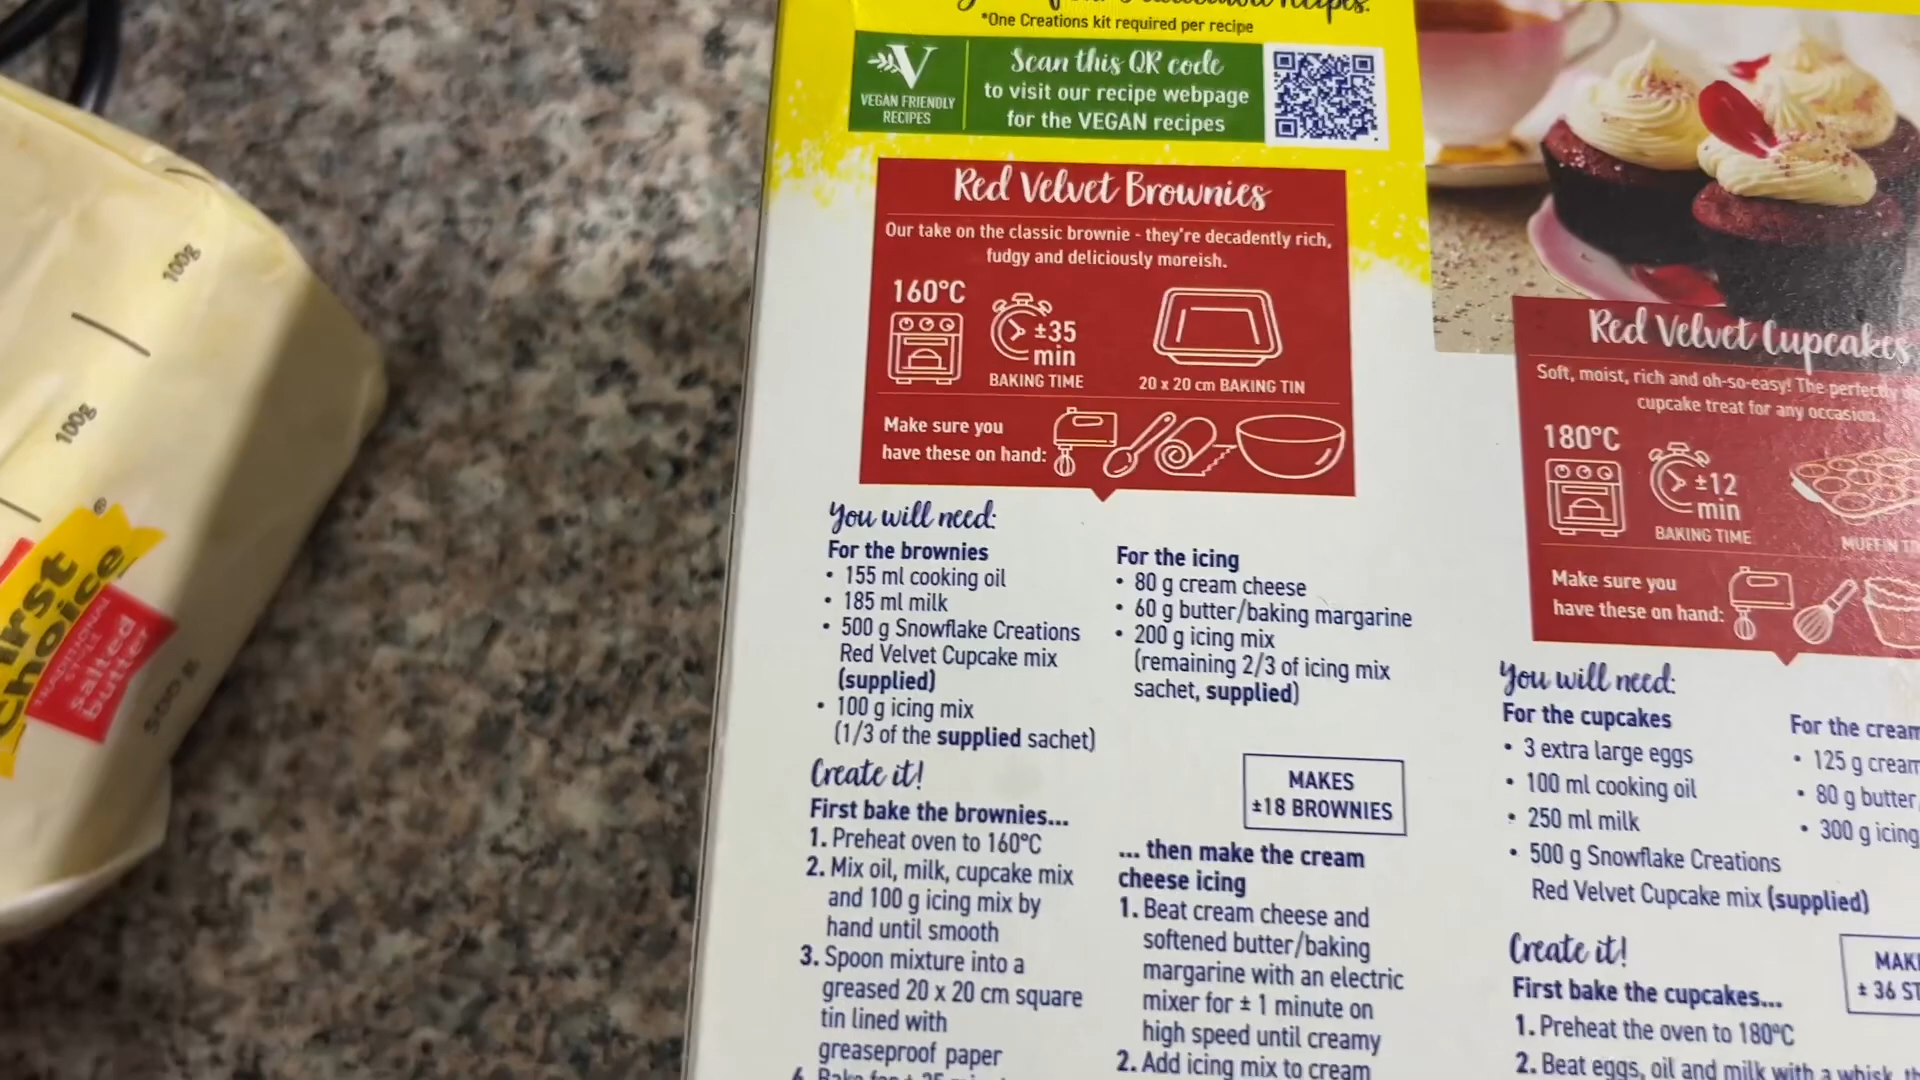 *One Creations kit required per recipe
VEGAN FRIENDLY
RECIPES
Scan this QR code
to visit our recipe webpage
for the VEGAN recipes
Red Velvet Brownies
Our take on the classic brownie - they're decadently rich,
fudgy and deliciously moreish.
160°C
±35
min
BAKING TIME
20 x 20 cm BAKING TIN
Make sure you
have these on hand:
You will need:
For the brownies
• 155 ml cooking oil
• 185 ml milk
• 500 g Snowflake Creations
Red Velvet Cupcake mix
(supplied)
• 100 g icing mix
(1/3 of the supplied sachet)
For the icing
• 80 g cream cheese
• 60 g butter/baking margarine
• 200 g icing mix
(remaining 2/3 of icing mix
sachet, supplied)
Create it!
MAKES
±18 BROWNIES
First bake the brownies...
1. Preheat oven to 160°C
2. Mix oil, milk, cupcake mix
and 100 g icing mix by
hand until smooth
3. Spoon mixture into a
greased 20 x 20 cm square
tin lined with
greaseproof paper
... then make the cream
cheese icing
1. Beat cream cheese and
softened butter/baking
margarine with an electric
mixer for ± 1 minute on
high speed until creamy
2. Add icing mix to cream
Red Velvet Cupcakes
Soft, moist, rich and oh-so-easy! The perfect
cupcake treat for any occasion.
180°C
±12
min
BAKING TIME
MUFFIN
Make sure you
have these on hand:
You will need:
For the cupcakes
• 3 extra large eggs
• 100 ml cooking oil
• 250 ml milk
• 500 g Snowflake Creations
Red Velvet Cupcake mix (supplied)
For the cream
• 125 g cream
• 80 g butter
• 300 g icing
Create it!
± 36
First bake the cupcakes...
1. Preheat the oven to 180°C
2. Beat eggs, oil and milk with a whisk
100g
100g
First
Choice
®
TRADITIONAL
STYLE
salted
butter
500 g